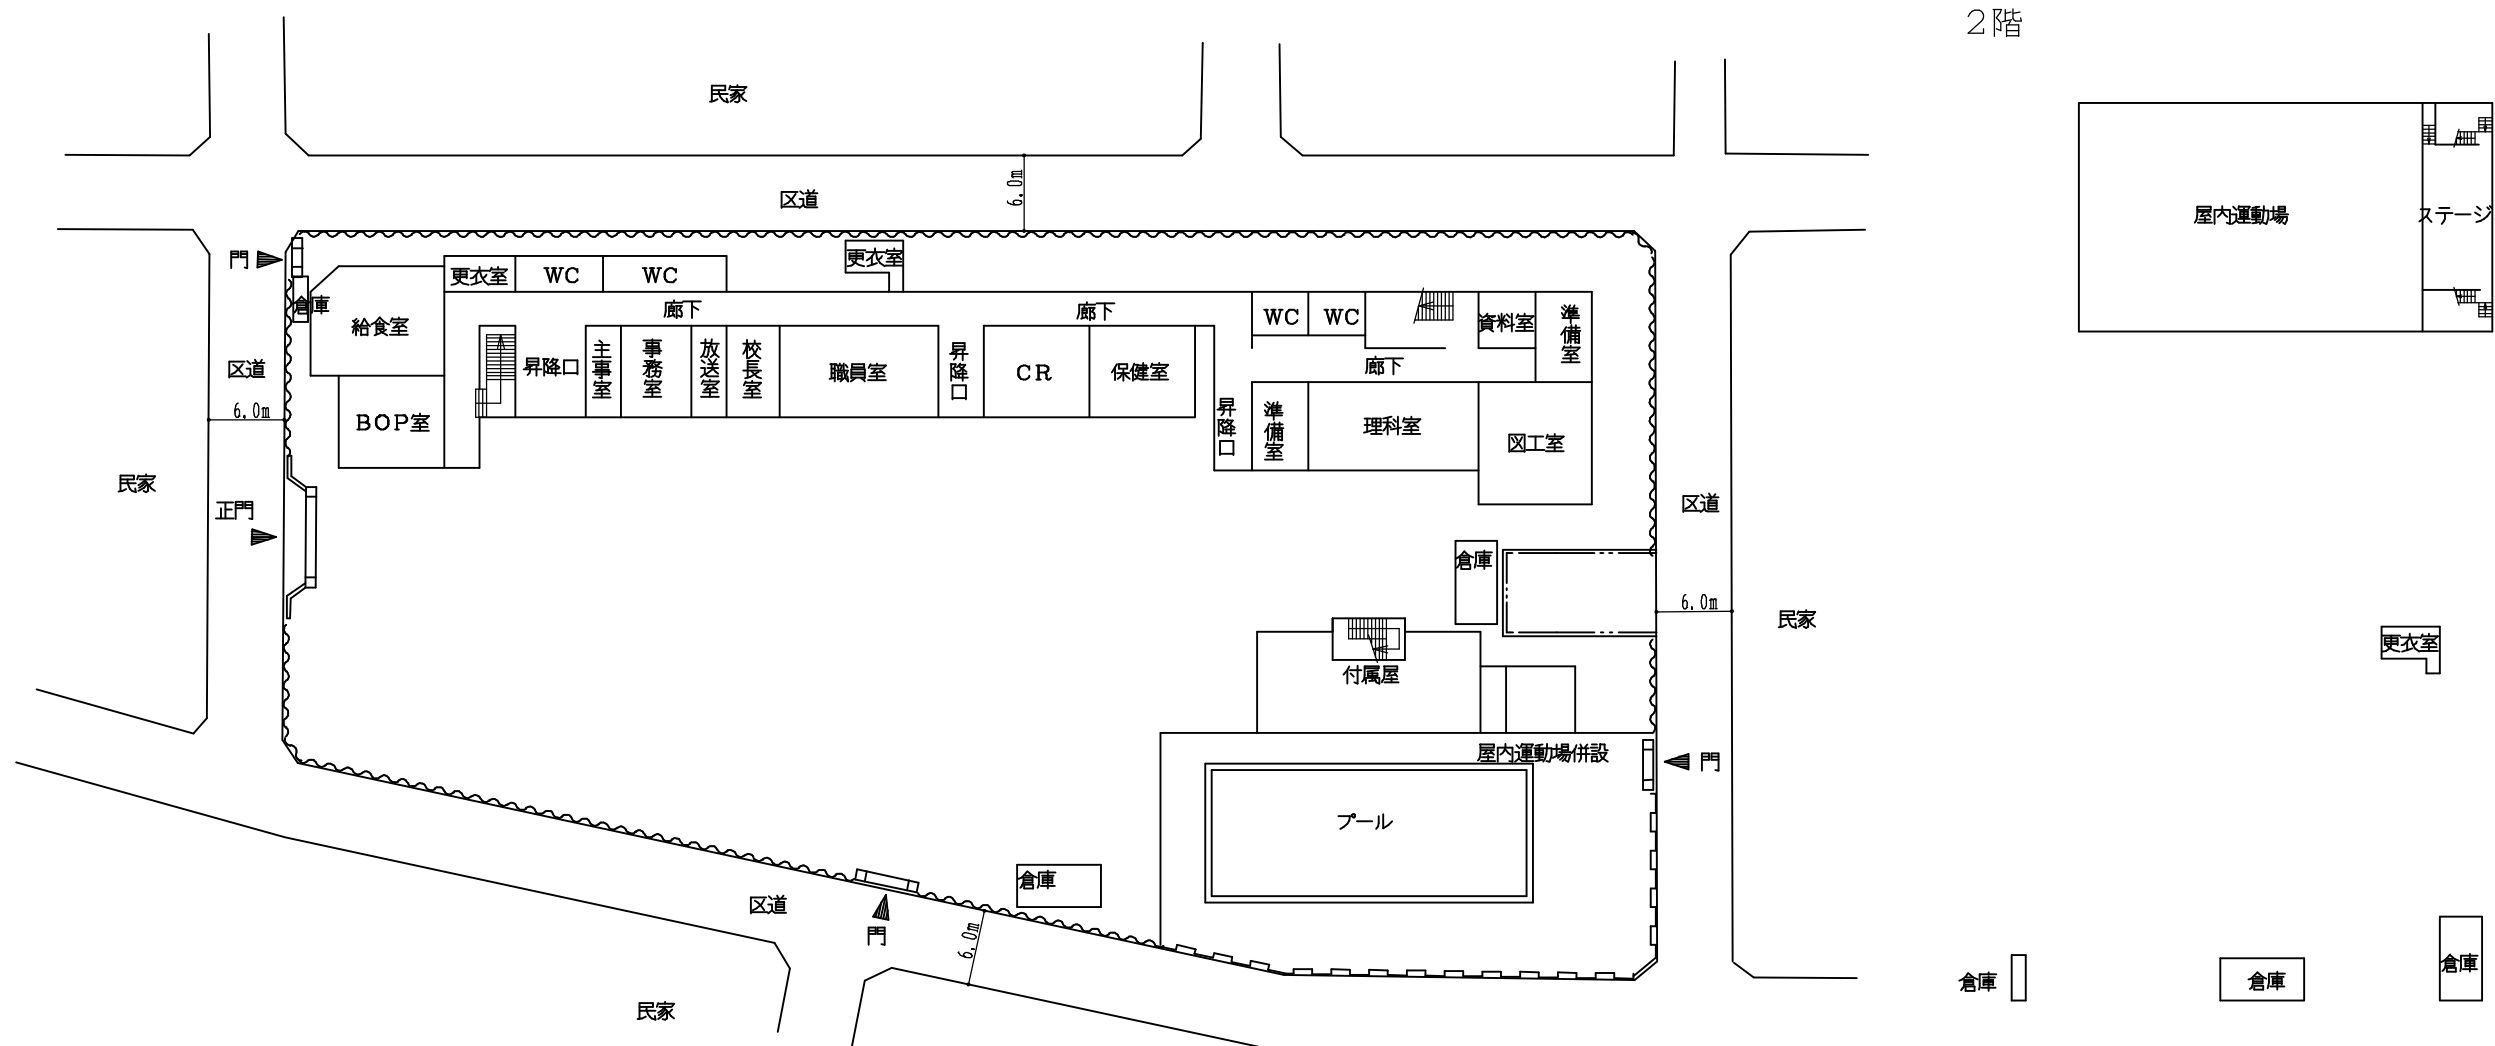 2階
民家
区道
6.0m
屋内運動場
ステージ
門
更衣室
WC
WC
更衣室
倉庫
給食室
廊下
廊下
WC
WC
資料室
準備室
区道
昇降口
主事室
事務室
放送室
校長室
職員室
昇降口
CR
保健室
廊下
6.0m
BOP室
昇降口
準備室
理科室
図工室
民家
正門
区道
倉庫
6.0m
民家
付属屋
更衣室
屋内運動場併設
門
プール
倉庫
区道
門
6.0m
民家
倉庫
倉庫
倉庫